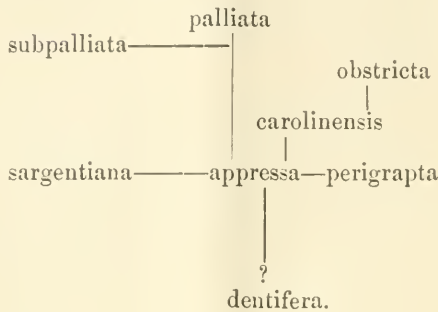 palliata
subpalliata
obstricta
carolinensis
sargentiana appressa perigrapta
?
dentifera.